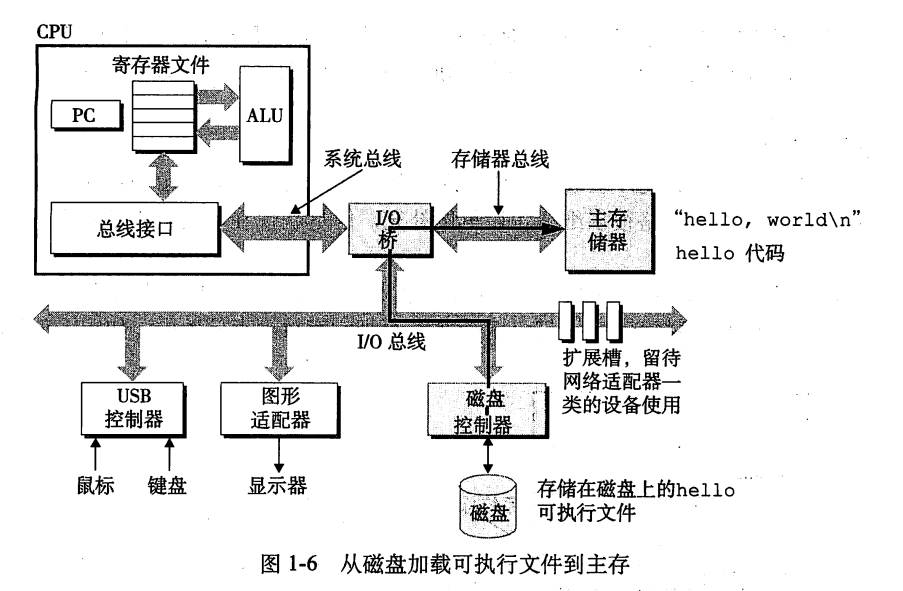 CPU
寄存器文件
PC
ALU
系统总线
存储器总线
总线接口
I/O
桥
主存
储器
“hello, world\n”
hello 代码
I/O 总线
扩展槽，留待
网络适配器一
类的设备使用
USB
控制器
图形
适配器
磁盘
控制器
鼠标
键盘
显示器
磁盘
存储在磁盘上的hello
可执行文件
图 1-6 从磁盘加载可执行文件到主存